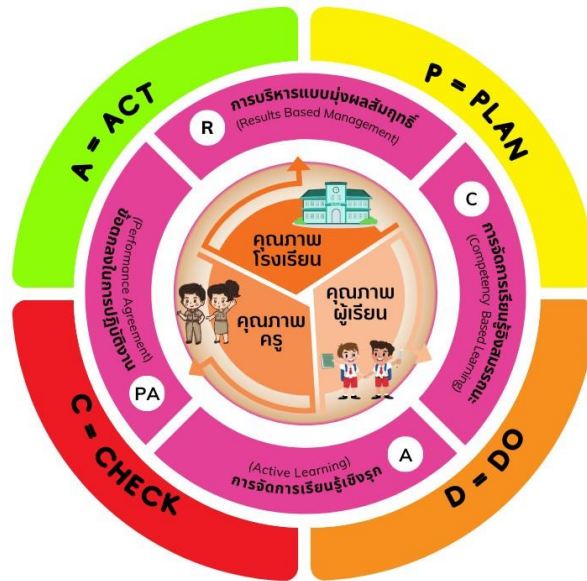 A = ACT
P = PLAN
R
การบริหารแบบมุ่งผลสัมฤทธิ์
(Results Based Management)
C
การจัดการเรียนรู้อิงสมรรถนะ
(Competency Based Learning)
ข้อตกลงในการปฏิบัติงาน
(Performance Agreement)
PA
คุณภาพ
โรงเรียน
คุณภาพ
ครู
คุณภาพ
ผู้เรียน
(Active Learning)
การจัดการเรียนรู้เชิงรุก
A
C = CHECK
D = DO